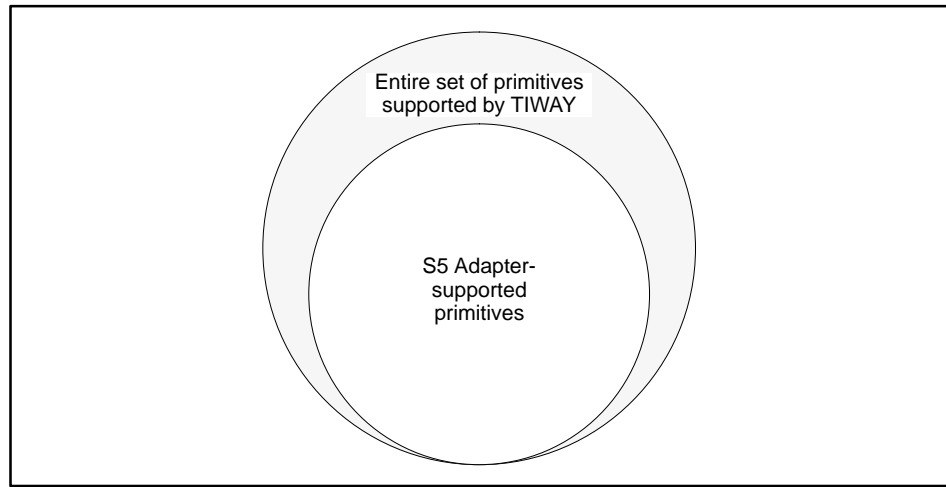 Entire set of primitives
supported by TIWAY
S5 Adapter-
supported
primitives